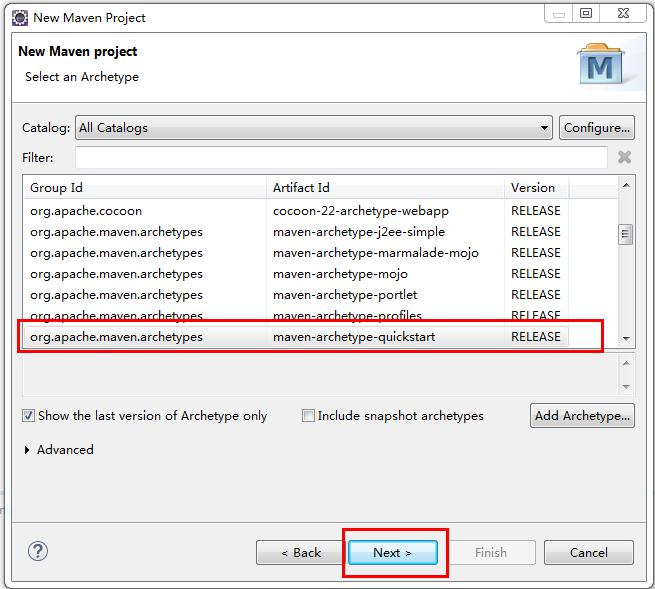 New Maven Project
New Maven project
Select an Archetype
M
Catalog: All Catalogs Configure...
Filter:
Group Id Artifact Id Version
org.apache.cocoon cocoon-22-archetype-webapp RELEASE
org.apache.maven.archetypes maven-archetype-j2ee-simple RELEASE
org.apache.maven.archetypes maven-archetype-marmalade-mojo RELEASE
org.apache.maven.archetypes maven-archetype-mojo RELEASE
org.apache.maven.archetypes maven-archetype-portlet RELEASE
org.apache.maven.archetypes maven-archetype-profiles RELEASE
org.apache.maven.archetypes maven-archetype-quickstart RELEASE
Show the last version of Archetype only Include snapshot archetypes Add Archetype...
Advanced
? < Back Next > Finish Cancel